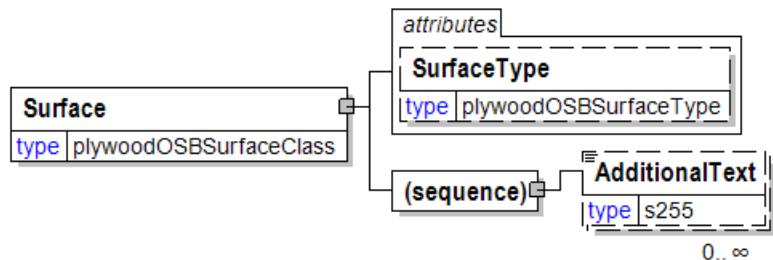 attributes
SurfaceType
type plywoodOSBSurfaceType
Surface
type plywoodOSBSurfaceClass
(sequence)
AdditionalText
type s255
0..∞